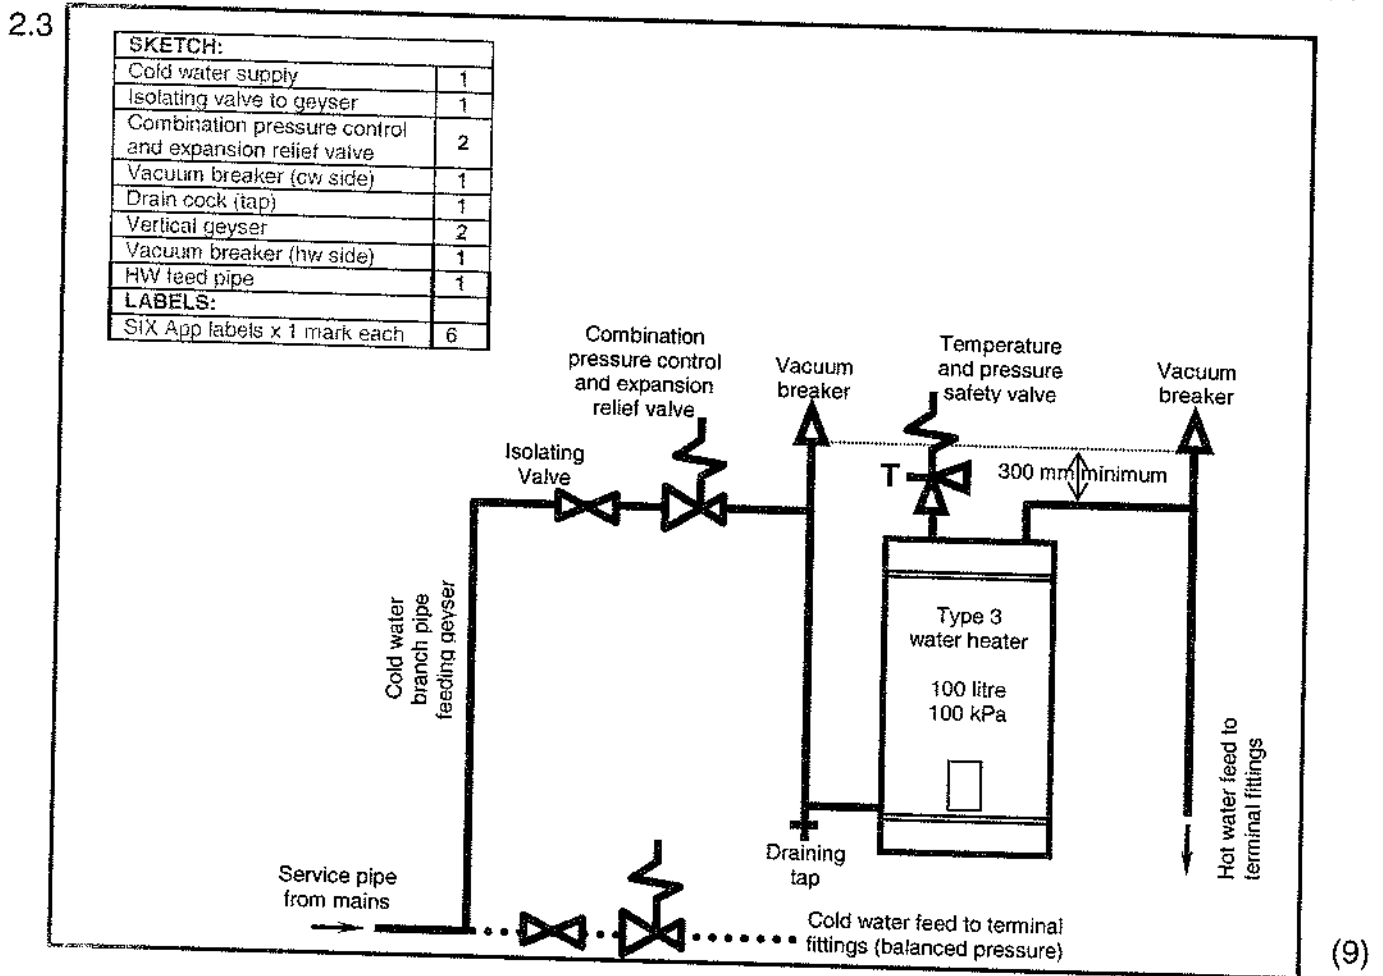 2.3
SKETCH:
Cold water supply 1
Isolating valve to geyser 1
Combination pressure control
and expansion relief valve 2
Vacuum breaker (cw side) 1
Drain cock (tap) 1
Vertical geyser 2
Vacuum breaker (hw side) 1
HW feed pipe 1
LABELS:
SIX App labels x 1 mark each 6
Combination
pressure control
and expansion
relief valve
Vacuum
breaker
Temperature
and pressure
safety valve
Vacuum
breaker
Isolating
Valve
T
300 mm minimum
Cold water
branch pipe
feeding geyser
Type 3
water heater
100 litre
100 kPa
Hot water feed to
terminal fittings
Draining
tap
Service pipe
from mains
Cold water feed to terminal
fittings (balanced pressure)
(9)